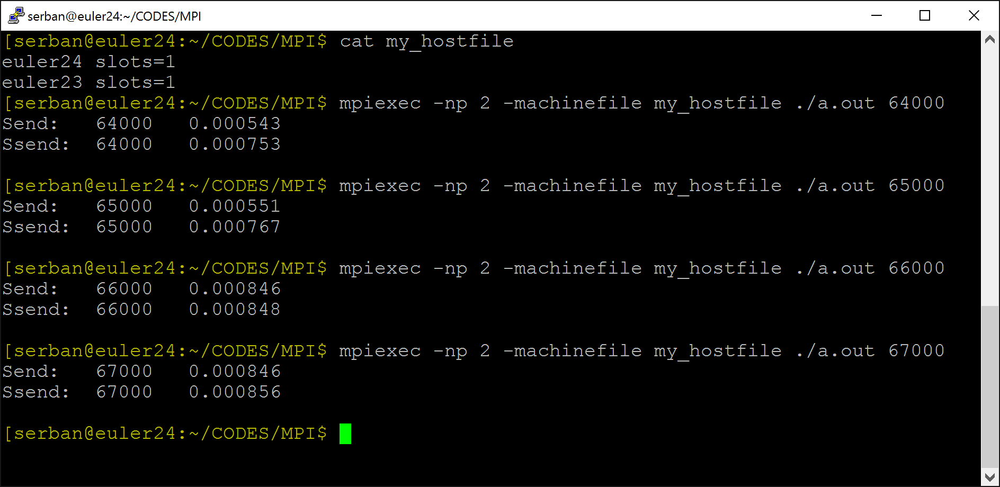 serban@euler24:~/CODES/MPI
[serban@euler24:~/CODES/MPI$ cat my_hostfile
euler24 slots=1
euler23 slots=1
[serban@euler24:~/CODES/MPI$ mpiexec -np 2 -machinefile my_hostfile ./a.out 64000
Send:   64000   0.000543
Ssend:  64000   0.000753
[serban@euler24:~/CODES/MPI$ mpiexec -np 2 -machinefile my_hostfile ./a.out 65000
Send:   65000   0.000551
Ssend:  65000   0.000767
[serban@euler24:~/CODES/MPI$ mpiexec -np 2 -machinefile my_hostfile ./a.out 66000
Send:   66000   0.000846
Ssend:  66000   0.000848
[serban@euler24:~/CODES/MPI$ mpiexec -np 2 -machinefile my_hostfile ./a.out 67000
Send:   67000   0.000846
Ssend:  67000   0.000856
[serban@euler24:~/CODES/MPI$